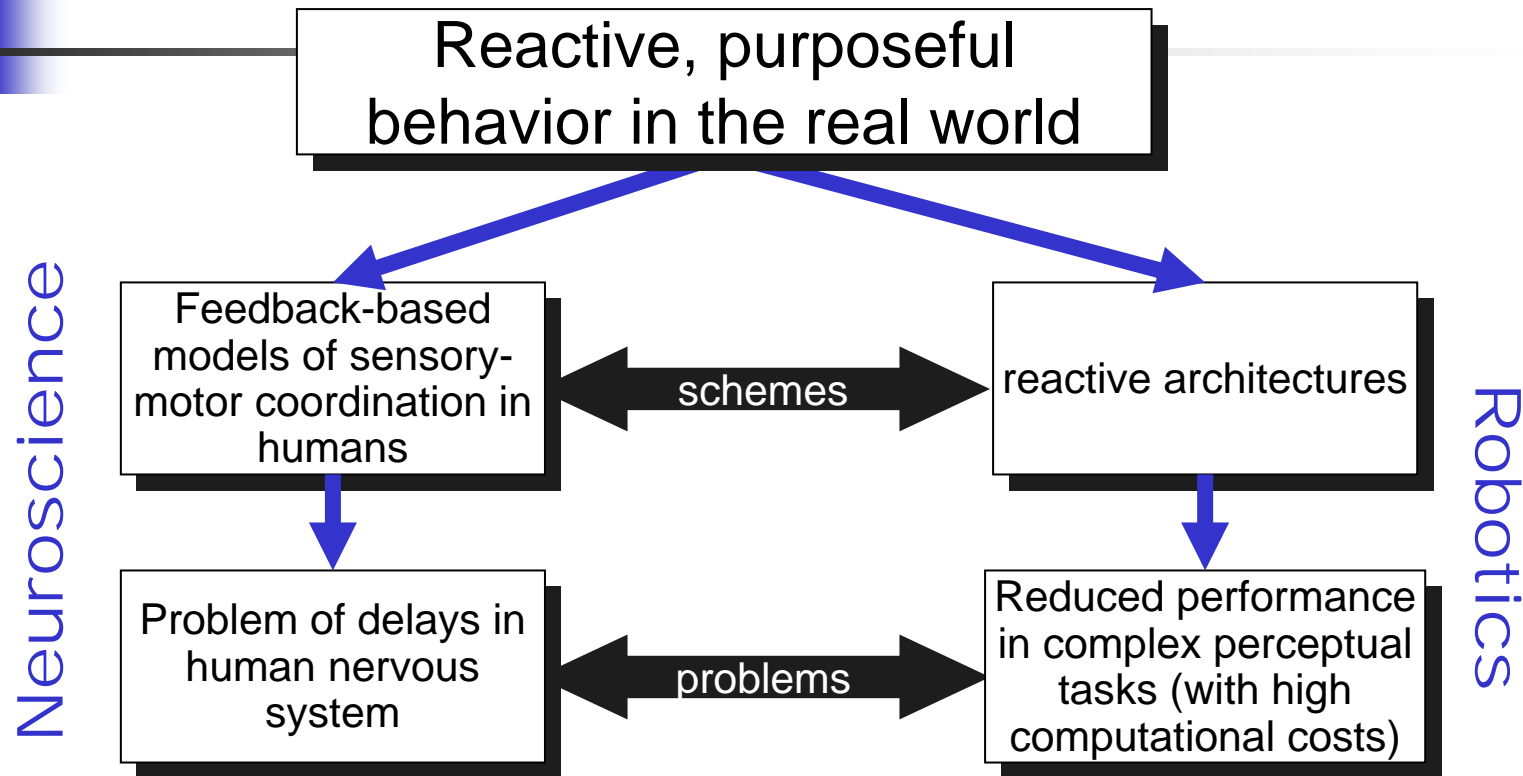 Reactive, purposeful
behavior in the real world
Neuroscience
Feedback-based
models of sensory-
motor coordination in
humans
schemes
reactive architectures
Robotics
Problem of delays in
human nervous
system
problems
Reduced performance
in complex perceptual
tasks (with high
computational costs)